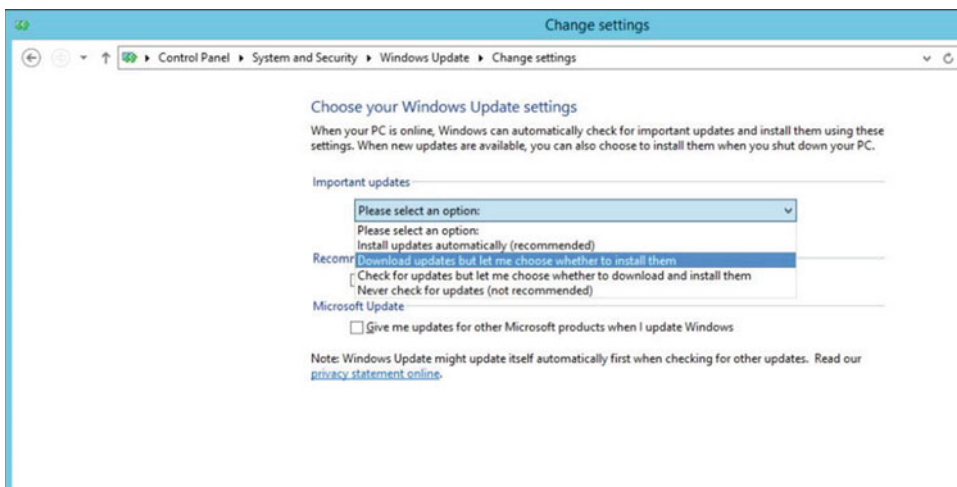 Change settings
Control Panel ▸ System and Security ▸ Windows Update ▸ Change settings
Choose your Windows Update settings
When your PC is online, Windows can automatically check for important updates and install them using these
settings. When new updates are available, you can also choose to install them when you shut down your PC.
Important updates
Please select an option:
Please select an option:
Install updates automatically (recommended)
Recomm
Download updates but let me choose whether to install them
Check for updates but let me choose whether to download and install them
Never check for updates (not recommended)
Microsoft Update
Give me updates for other Microsoft products when I update Windows
Note: Windows Update might update itself automatically first when checking for other updates. Read our
privacy statement online.